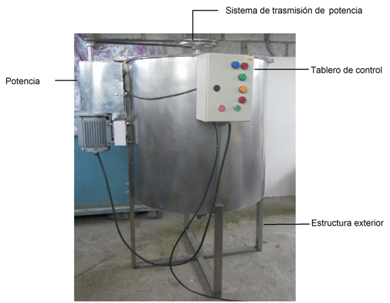 Sistema de trasmisión de potencia
Tablero de control
Potencia
Estructura exterior